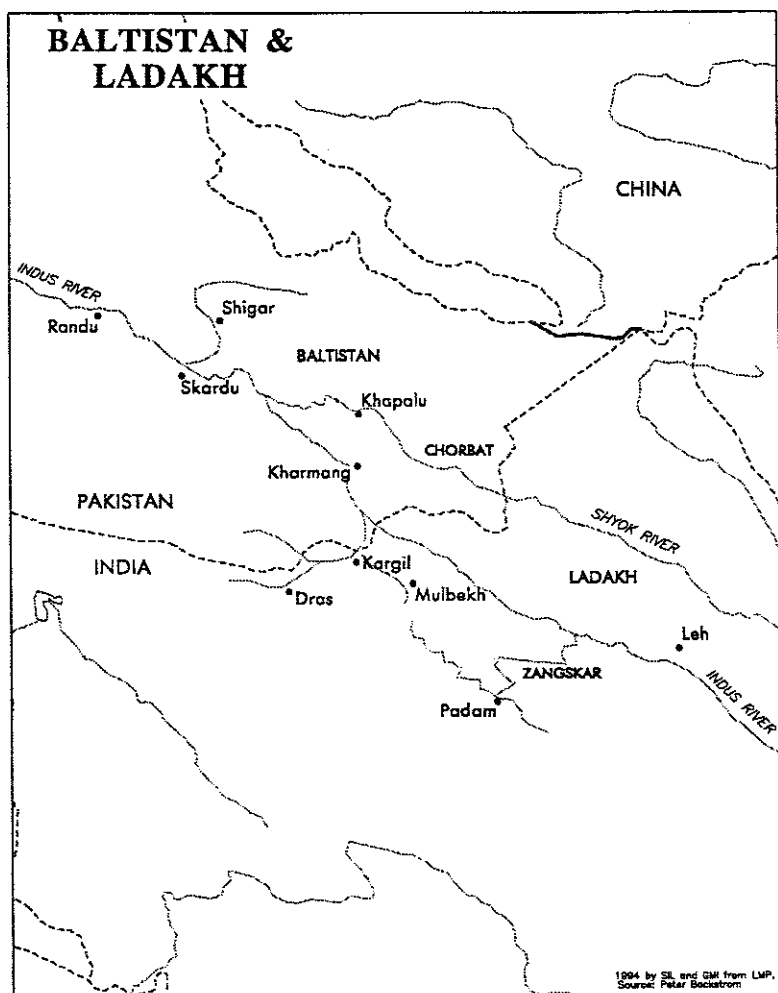 BALTISTAN &
LADAKH
CHINA
INDUS RIVER
Shigar
Randu
BALTISTAN
Skardu
Khapalu
CHORBAT
Kharmang
PAKISTAN
SHYOK RIVER
INDIA
Kargil
LADAKH
Mulbekh
Dras
Leh
ZANGSKAR
INDUS RIVER
Padam
1994 by SIL and GMI from LMP.
Source: Peter Backstrom